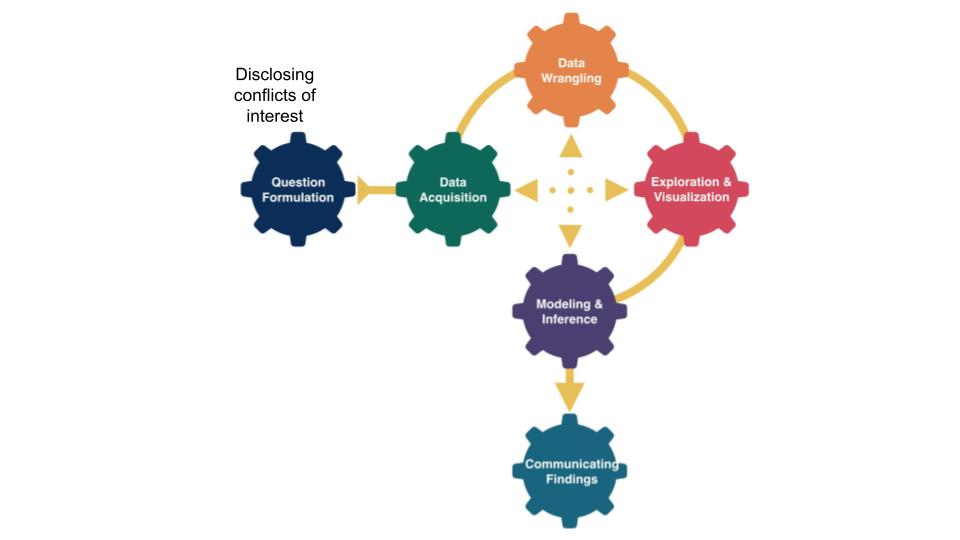 Disclosing
conflicts of
interest
Question
Formulation
Data
Acquisition
Data
Wrangling
Exploration &
Visualization
Modeling &
Inference
Communicating
Findings